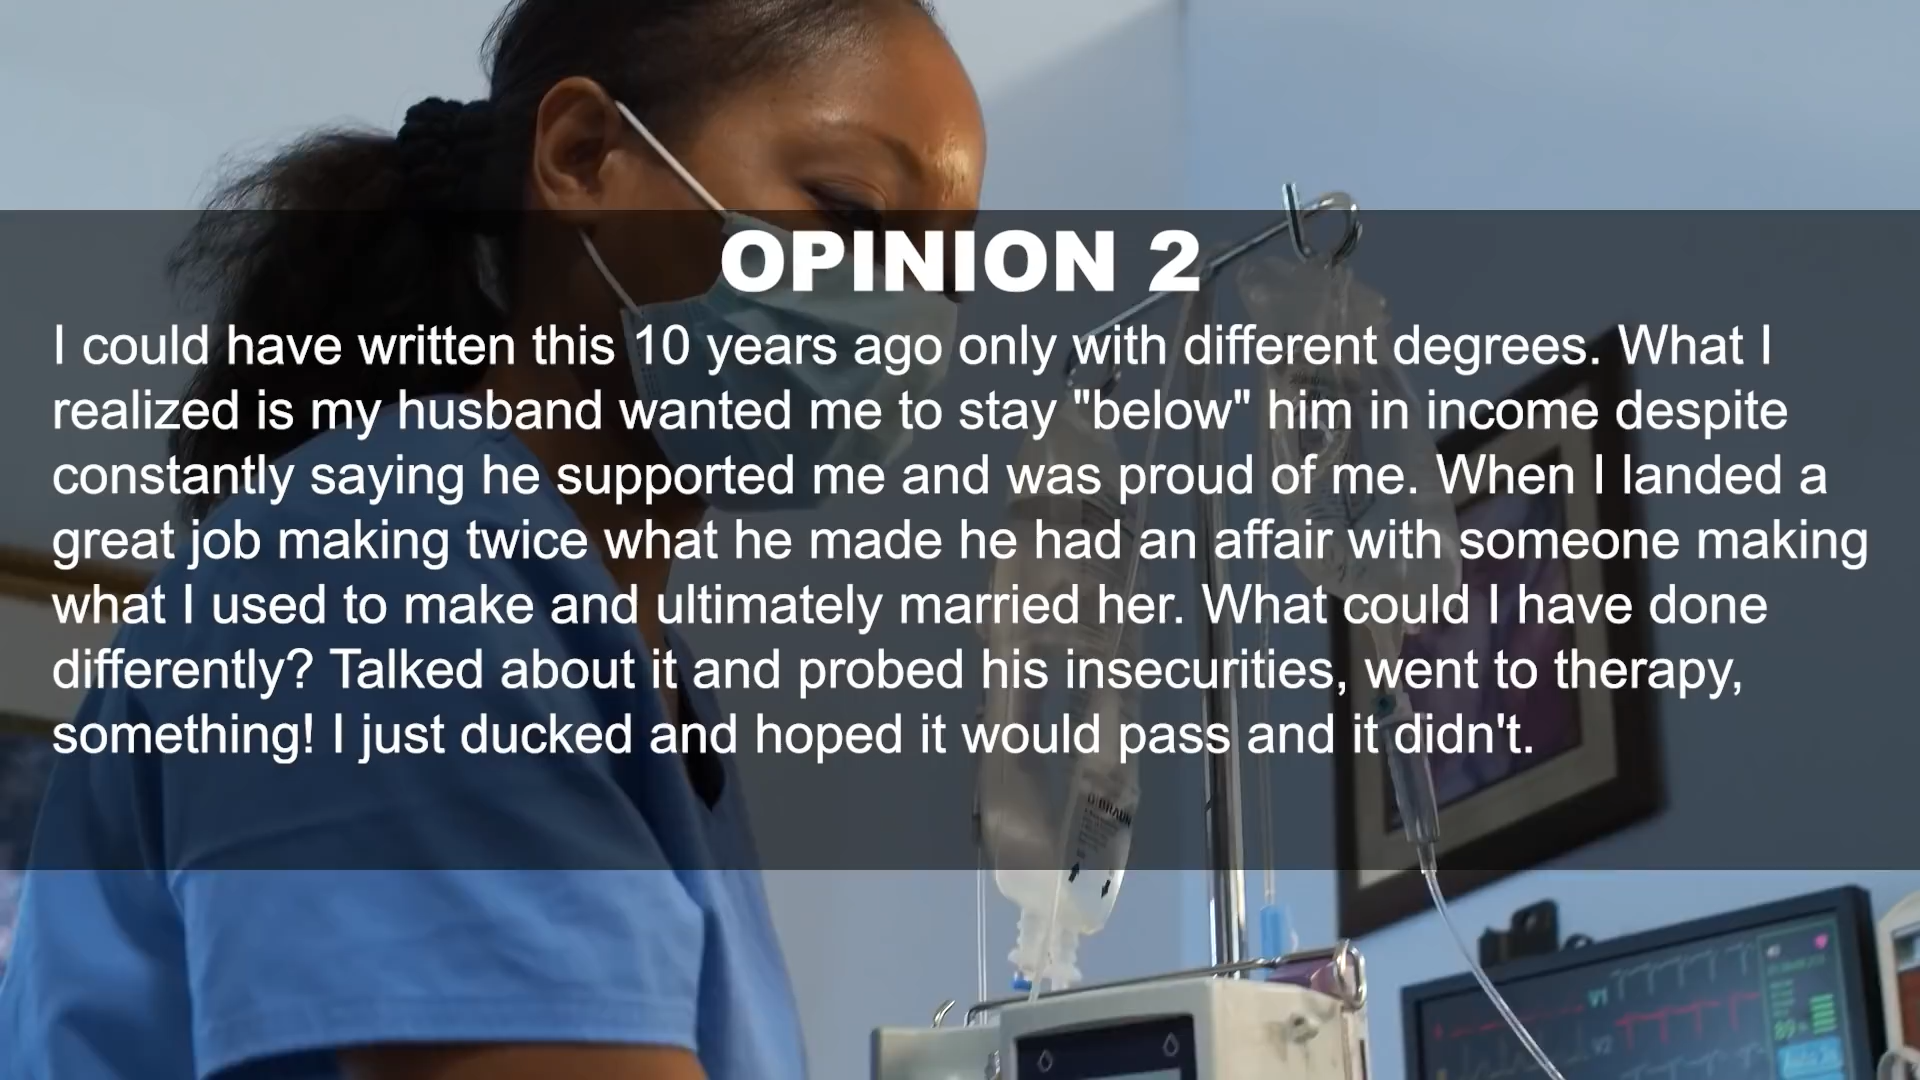 OPINION 2
I could have written this 10 years ago only with different degrees. What I
realized is my husband wanted me to stay "below" him in income despite
constantly saying he supported me and was proud of me. When I landed a
great job making twice what he made he had an affair with someone making
what I used to make and ultimately married her. What could I have done
differently? Talked about it and probed his insecurities, went to therapy,
something! I just ducked and hoped it would pass and it didn't.
B BRAUN
V1
V2